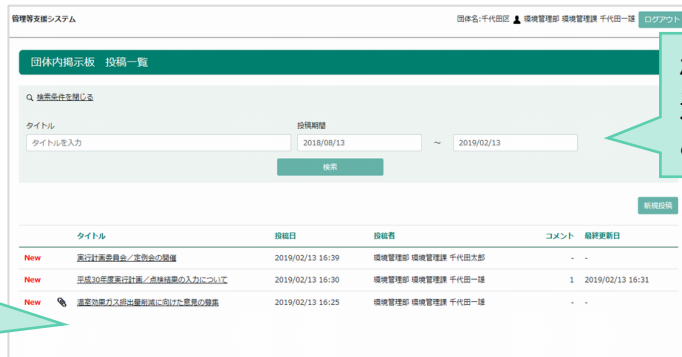 管理等支援システム
団体名:千代田区 環境管理部 環境管理課 千代田一雄 ログアウト
団体内掲示板 投稿一覧
検索条件を閉じる
タイトル 投稿期間
タイトルを入力 2018/08/13 ～ 2019/02/13
検索
新規投稿
タイトル 投稿日 投稿者 コメント 最終更新日
New 実行計画委員会／定例会の開催 2019/02/13 16:39 環境管理部 環境管理課 千代田太郎 - -
New 平成30年度実行計画／点検結果の入力について 2019/02/13 16:30 環境管理部 環境管理課 千代田一雄 1 2019/02/13 16:31
New 温室効果ガス排出量削減に向けた意見の募集 2019/02/13 16:25 環境管理部 環境管理課 千代田一雄 - -